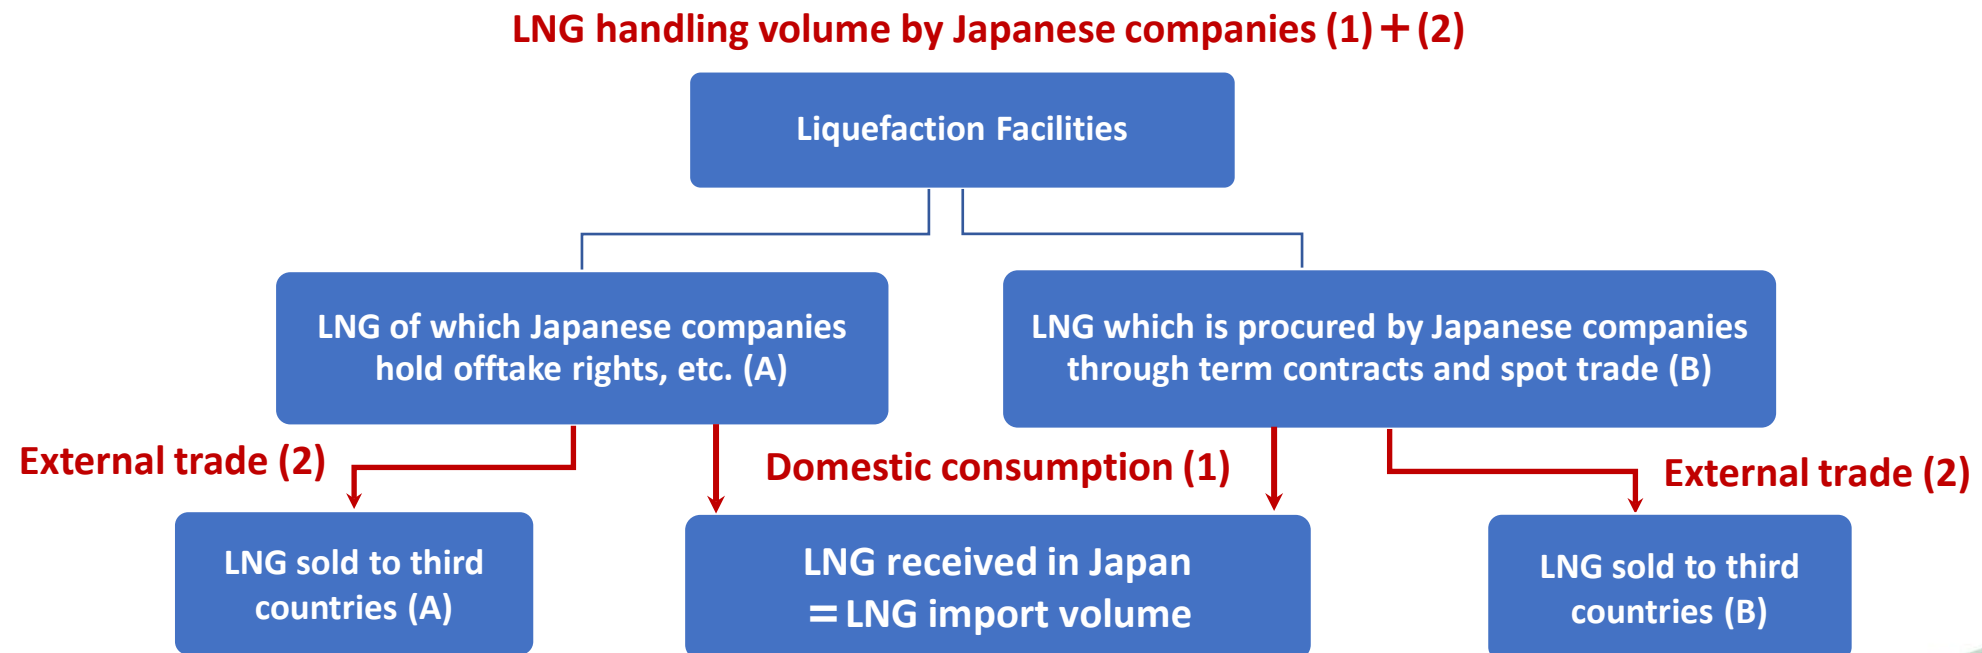 LNG handling volume by Japanese companies (1)＋(2)
Liquefaction Facilities
LNG of which Japanese companies
hold offtake rights, etc. (A)
LNG which is procured by Japanese companies
through term contracts and spot trade (B)
External trade (2)
Domestic consumption (1)
External trade (2)
LNG sold to third
countries (A)
LNG received in Japan
＝LNG import volume
LNG sold to third
countries (B)